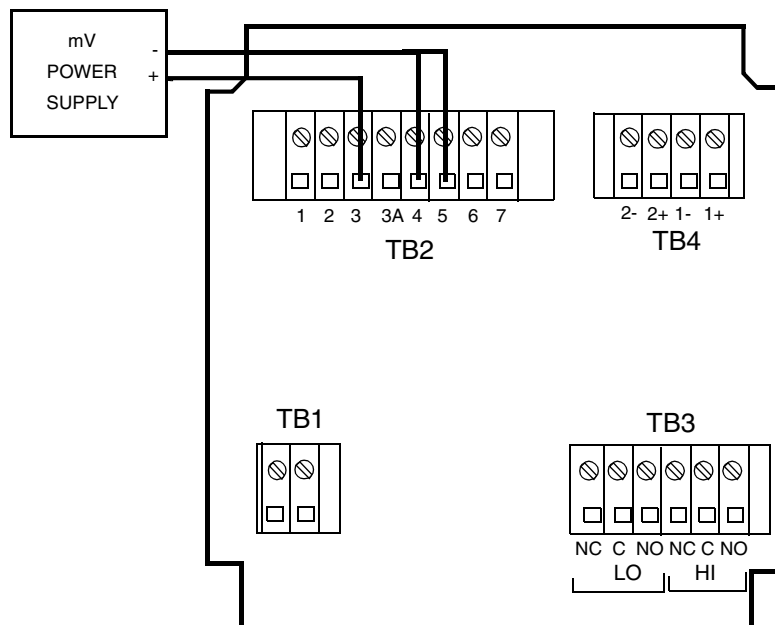 mV
POWER
SUPPLY
-
+
1 2 3 3A 4 5 6 7
TB2
2- 2+ 1- 1+
TB4
TB1
TB3
NC C NO NC C NO
LO HI